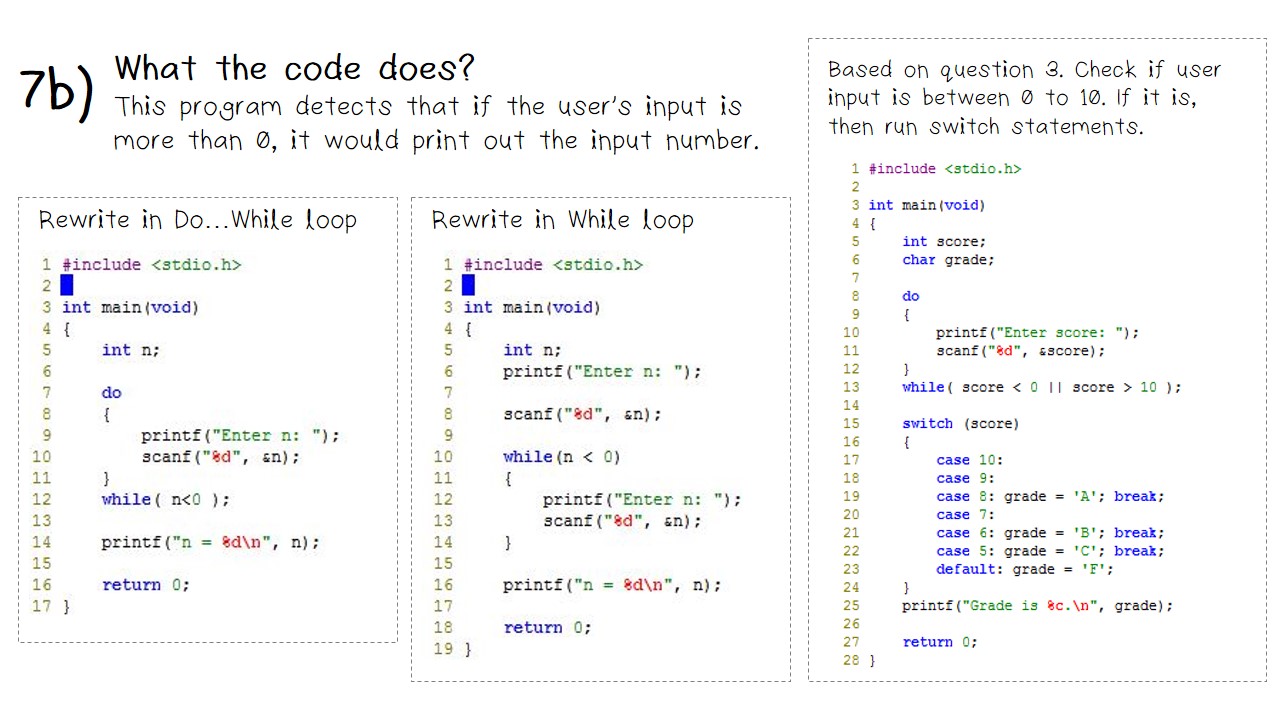 7b)
What the code does?
This program detects that if the user's input is
more than 0, it would print out the input number.
Rewrite in Do...While loop
1 #include <stdio.h>
2
3 int main(void)
4 {
5 int n;
6
7 do
8 {
9 printf("Enter n: ");
10 scanf("%d", &n);
11 }
12 while( n<0 );
13
14 printf("n = %d\n", n);
15
16 return 0;
17 }
Rewrite in While loop
1 #include <stdio.h>
2
3 int main(void)
4 {
5 int n;
6 printf("Enter n: ");
7
8 scanf("%d", &n);
9
10 while(n < 0)
11 {
12 printf("Enter n: ");
13 scanf("%d", &n);
14 }
15
16 printf("n = %d\n", n);
17
18 return 0;
19 }
Based on question 3. Check if user
input is between 0 to 10. If it is,
then run switch statements.
1 #include <stdio.h>
2
3 int main(void)
4 {
5 int score;
6 char grade;
7
8 do
9 {
10 printf("Enter score: ");
11 scanf("%d", &score);
12 }
13 while( score < 0 || score > 10 );
14
15 switch (score)
16 {
17 case 10:
18 case 9:
19 case 8: grade = 'A'; break;
20 case 7:
21 case 6: grade = 'B'; break;
22 case 5: grade = 'C'; break;
23 default: grade = 'F';
24 }
25 printf("Grade is %c.\n", grade);
26
27 return 0;
28 }